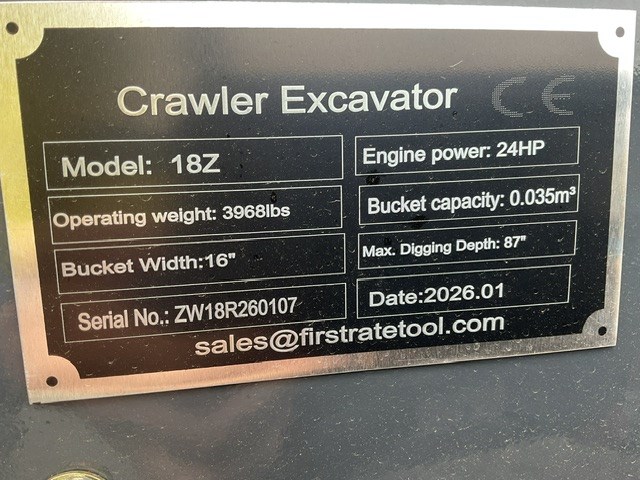 Crawler Excavator CE
Model: 18Z
Engine power: 24HP
Operating weight: 3968lbs
Bucket capacity: 0.035m³
Bucket Width:16"
Max. Digging Depth: 87"
Serial No.: ZW18R260107
Date:2026.01
sales@firstratetool.com